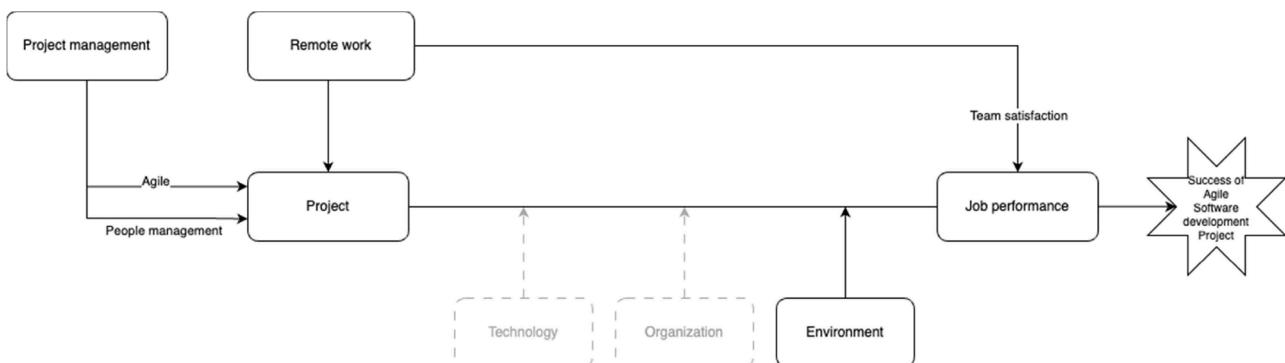 Project management
Remote work
Team satisfaction
Agile
People management
Project
Job performance
Success of
Agile
Software
development
Project
Technology
Organization
Environment